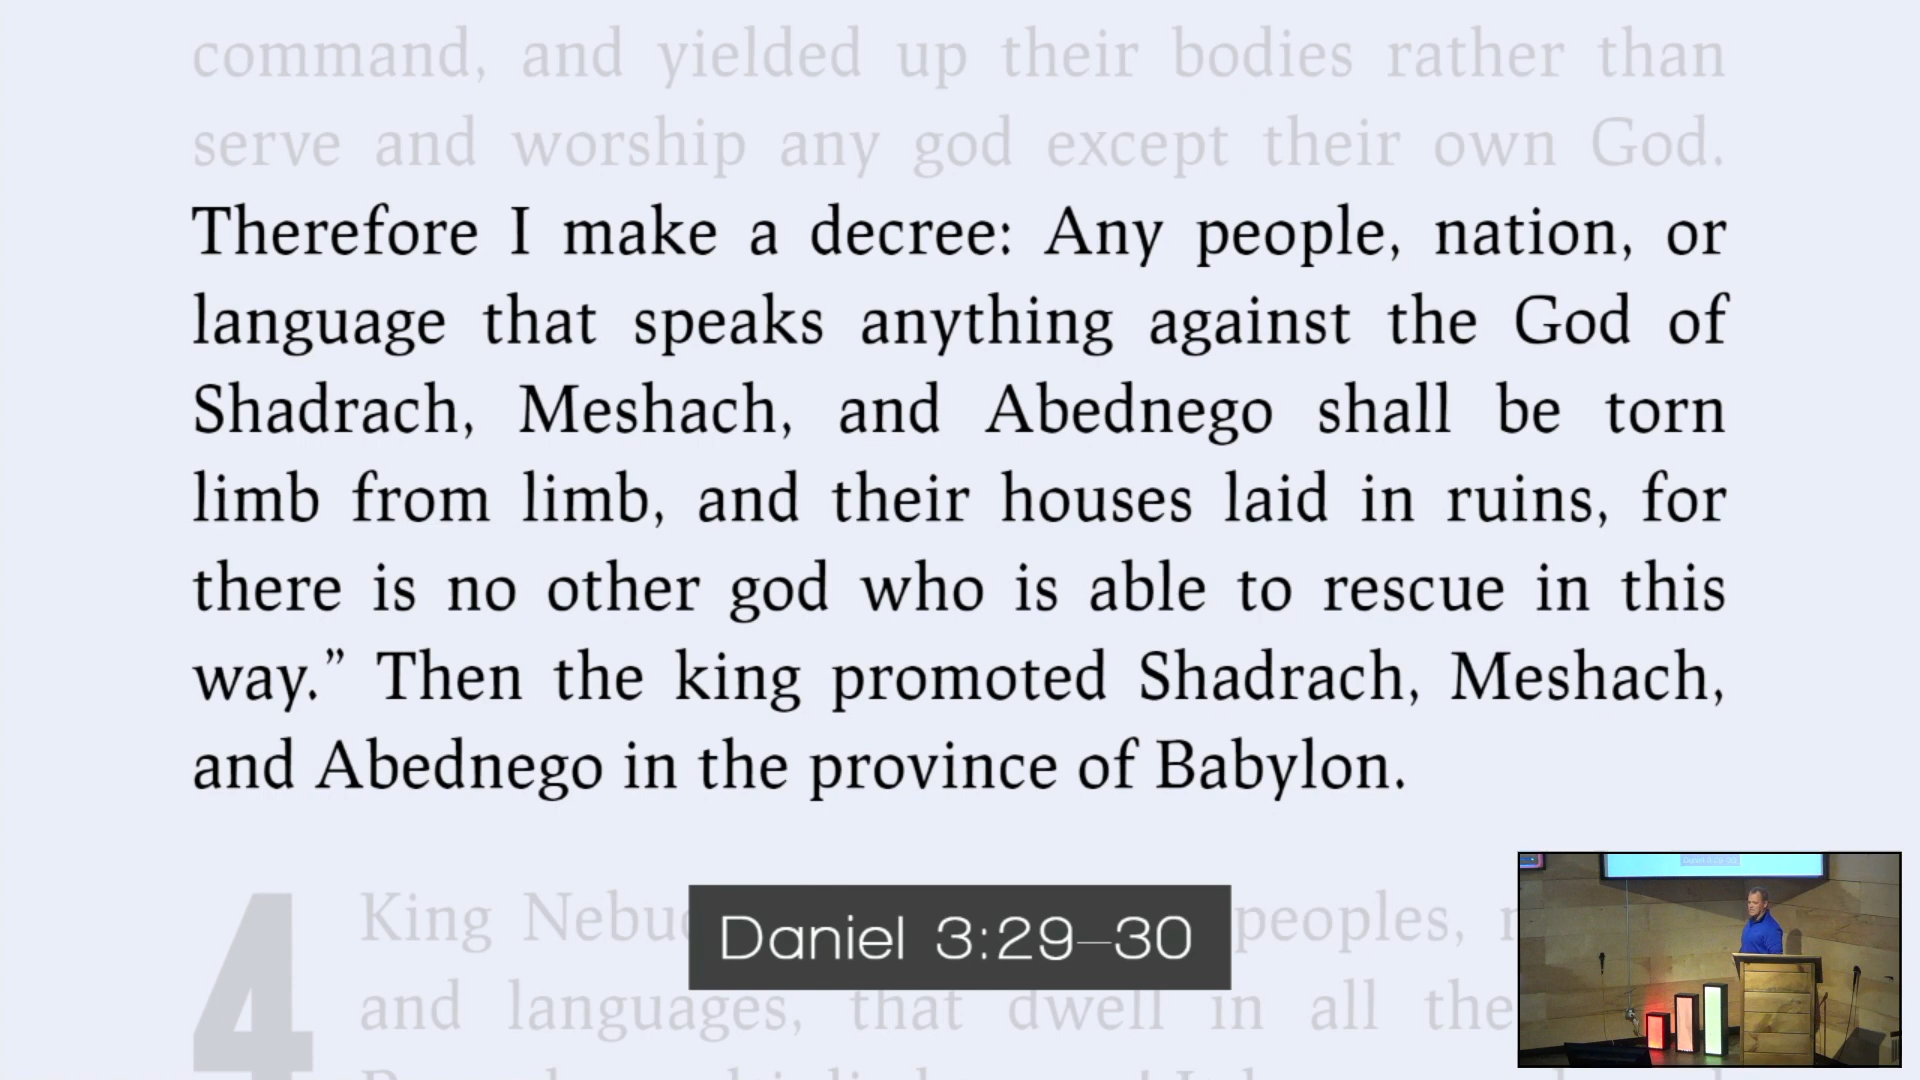 command, and yielded up their bodies rather than
serve and worship any god except their own God.
Therefore I make a decree: Any people, nation, or
language that speaks anything against the God of
Shadrach, Meshach, and Abednego shall be torn
limb from limb, and their houses laid in ruins, for
there is no other god who is able to rescue in this
way.” Then the king promoted Shadrach, Meshach,
and Abednego in the province of Babylon.
4
King peoples,
Daniel 3:29–30
and languages, that dwell in all the
Daniel 3:29–30